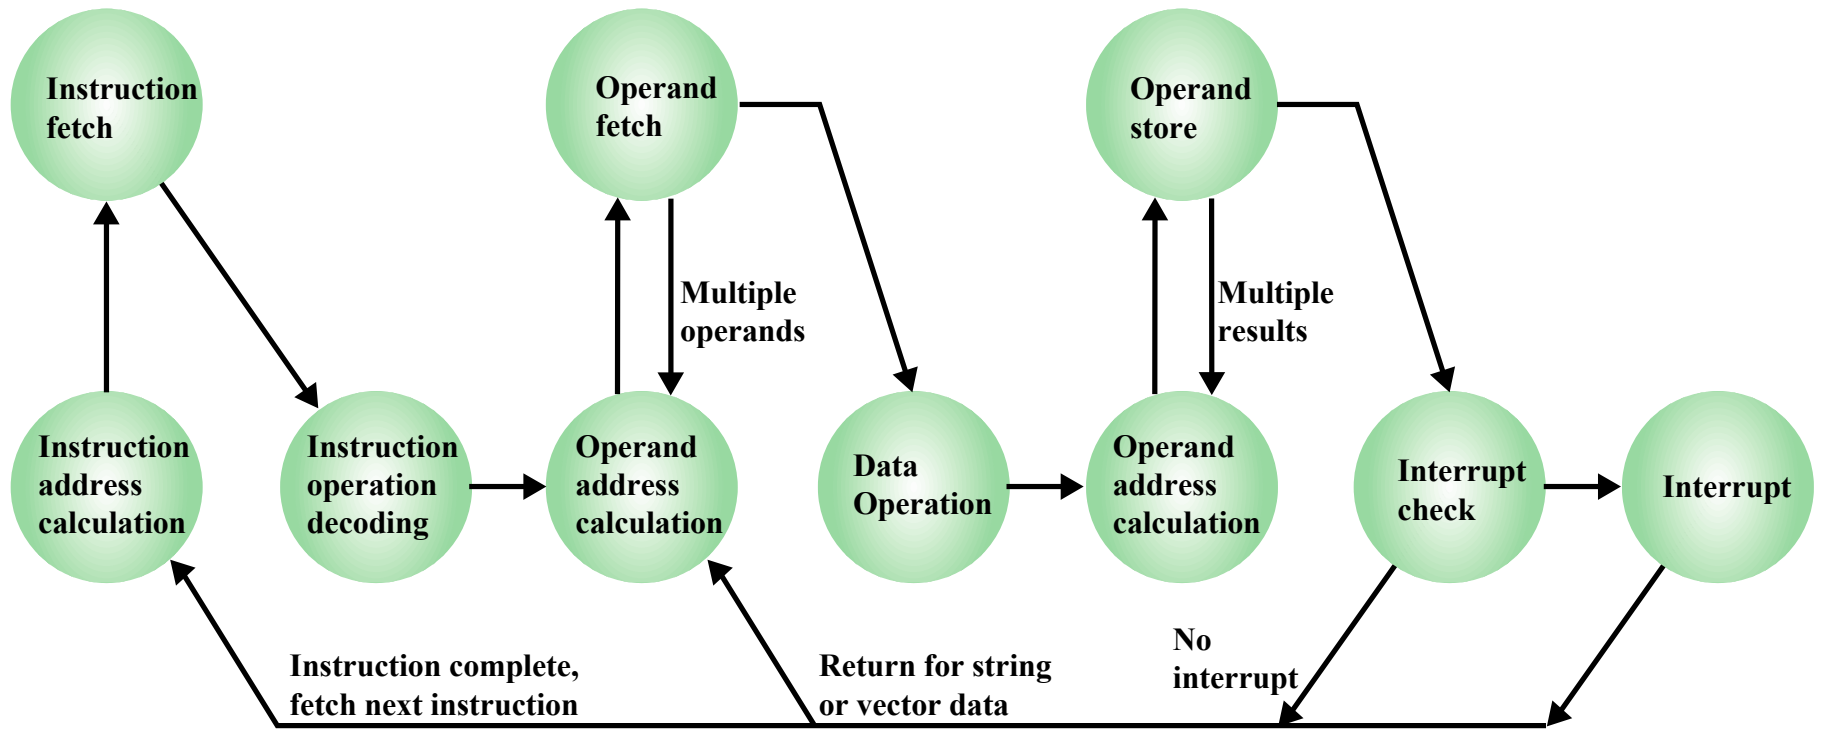 Instruction
fetch
Operand
fetch
Operand
store
Multiple
operands
Multiple
results
Instruction
address
calculation
Instruction
operation
decoding
Operand
address
calculation
Data
Operation
Operand
address
calculation
Interrupt
check
Interrupt
Instruction complete,
fetch next instruction
Return for string
or vector data
No
interrupt